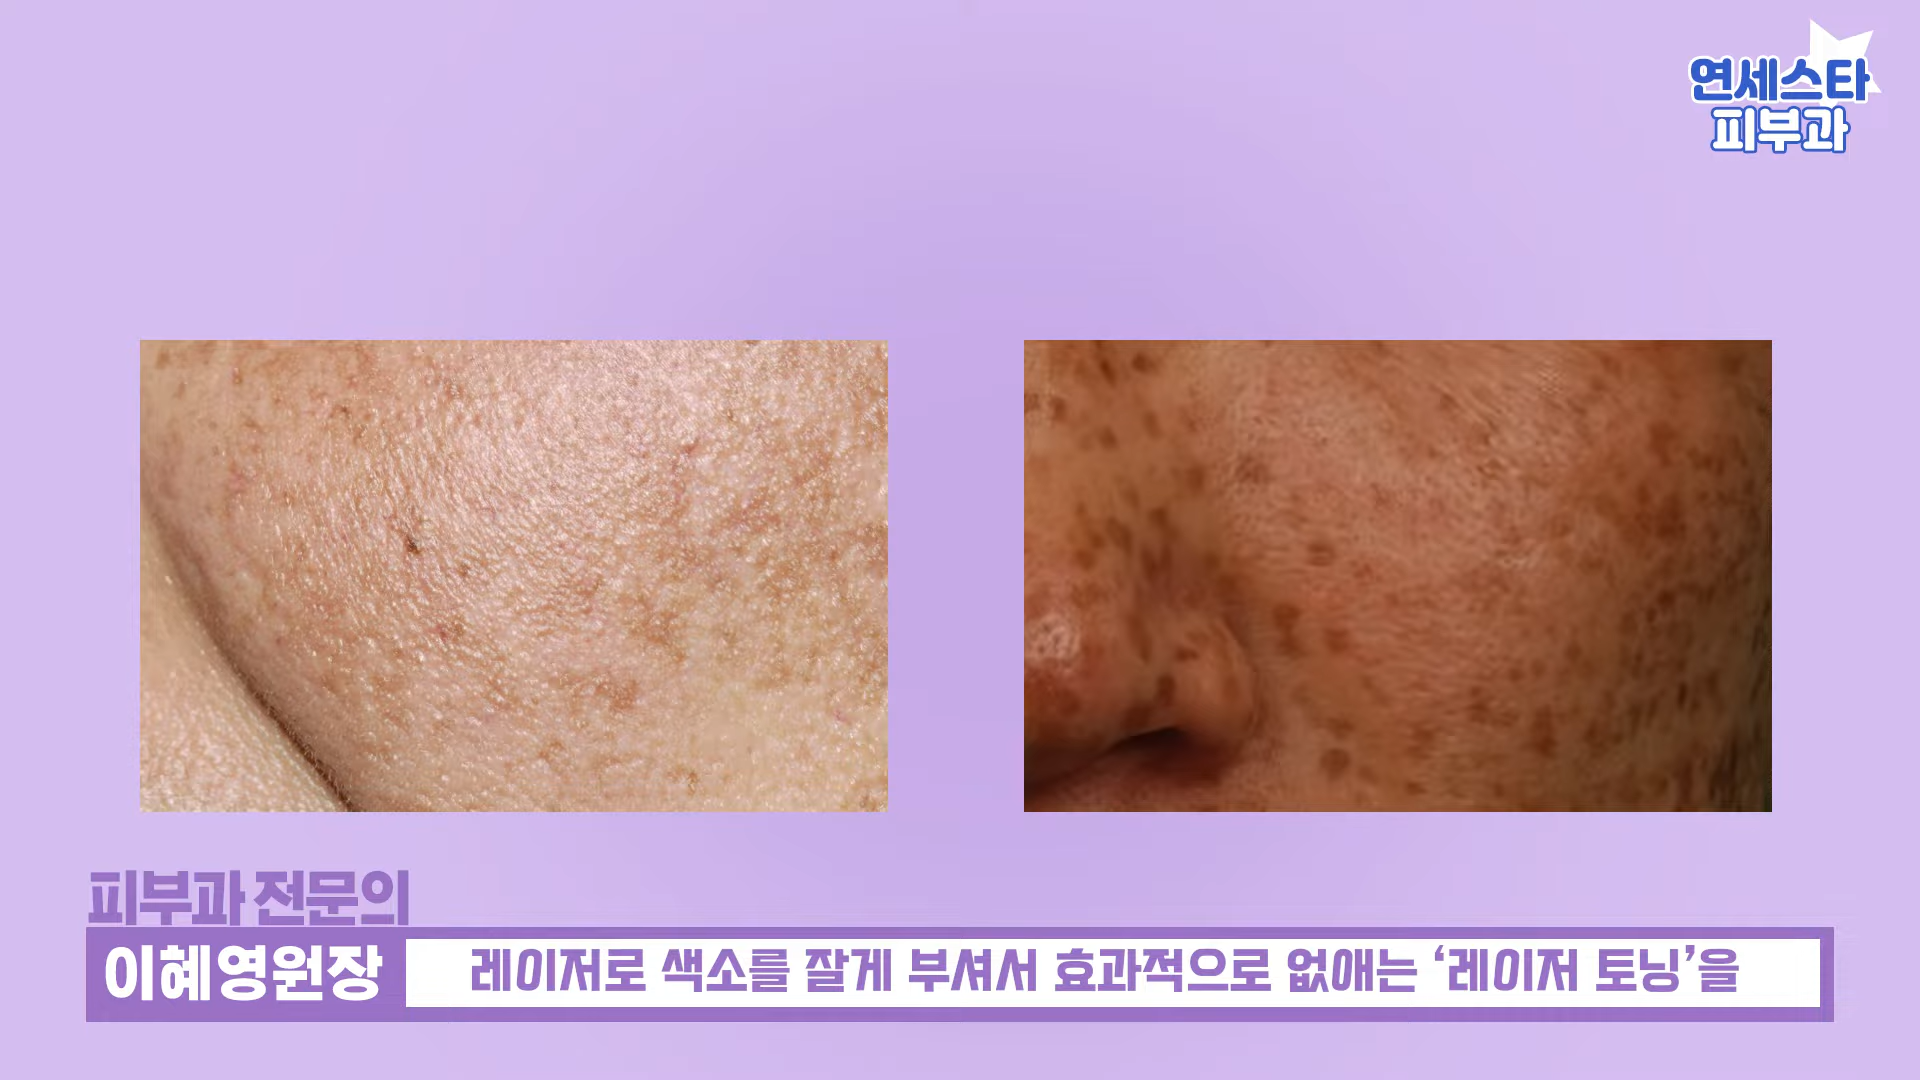 연세스타
피부과
피부과 전문의
이혜영원장
레이저로 색소를 잘게 부셔서 효과적으로 없애는 ‘레이저 토닝’을